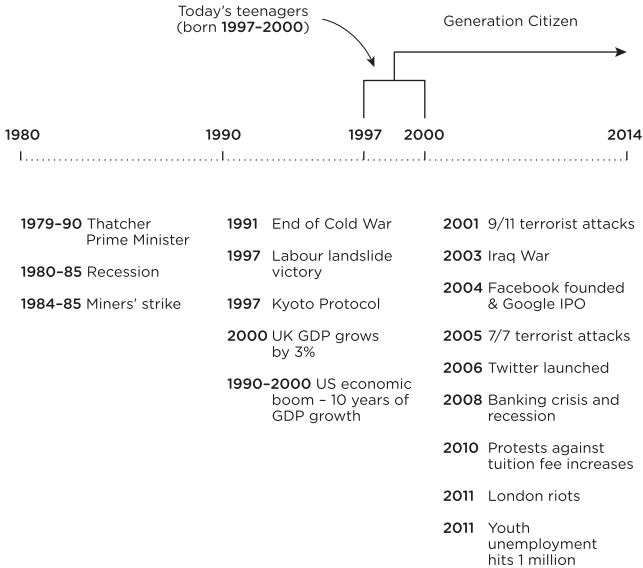 Today's teenagers
(born 1997–2000)
Generation Citizen
1980
1990
1997
2000
2014
1979–90 Thatcher
Prime Minister
1980–85 Recession
1984–85 Miners' strike
1991 End of Cold War
1997 Labour landslide
victory
1997 Kyoto Protocol
2000 UK GDP grows
by 3%
1990–2000 US economic
boom – 10 years of
GDP growth
2001 9/11 terrorist attacks
2003 Iraq War
2004 Facebook founded
& Google IPO
2005 7/7 terrorist attacks
2006 Twitter launched
2008 Banking crisis and
recession
2010 Protests against
tuition fee increases
2011 London riots
2011 Youth
unemployment
hits 1 million